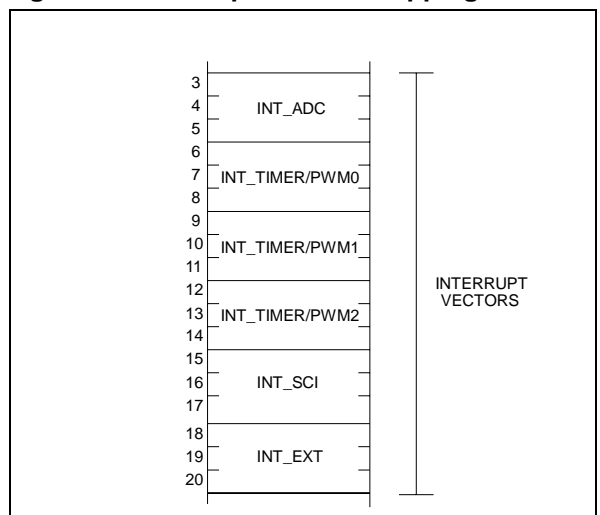 3
4 INT_ADC
5
6
7 INT_TIMER/PWM0
8
9
10 INT_TIMER/PWM1
11
12
13 INT_TIMER/PWM2
14
15
16 INT_SCI
17
18
19 INT_EXT
20
INTERRUPT
VECTORS